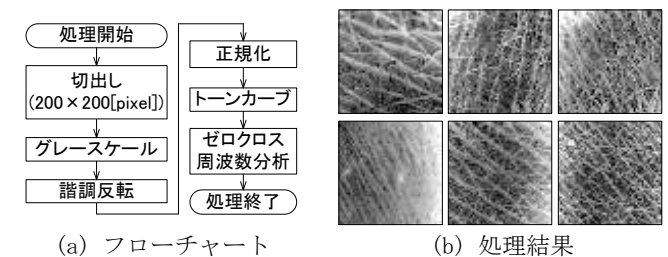 処理開始
切出し
(200×200[pixel])
グレースケール
諧調反転
正規化
トーンカーブ
ゼロクロス
周波数分析
処理終了
(a) フローチャート
(b) 処理結果